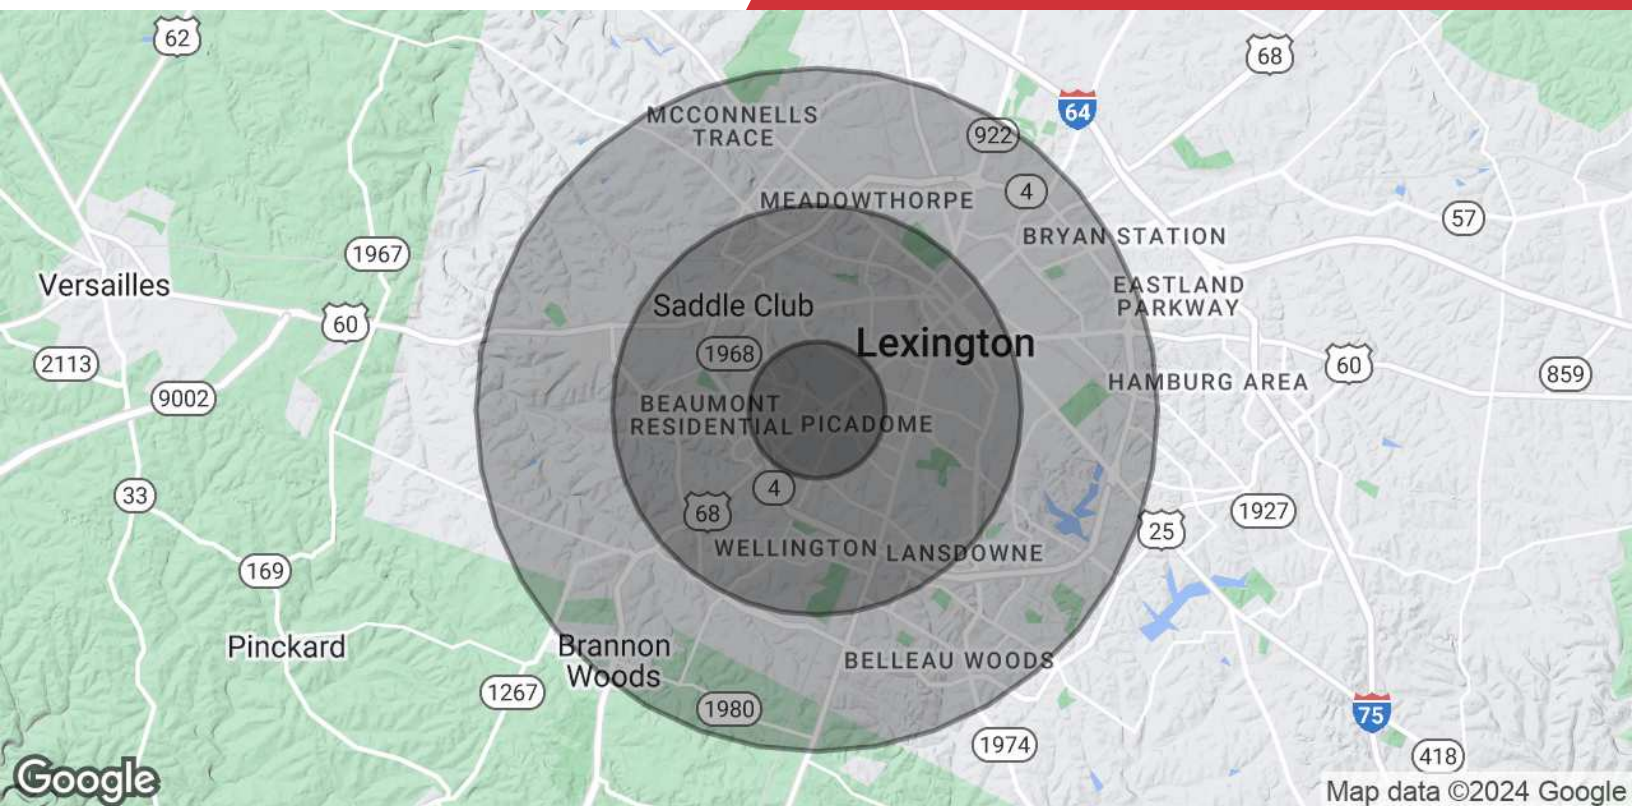 62
68
64
MCCONNELLS
TRACE
922
4
MEADOWTHORPE
57
BRYAN STATION
1967
Versailles
EASTLAND
PARKWAY
Saddle Club
60
Lexington
1968
2113
60
859
HAMBURG AREA
9002
BEAUMONT
RESIDENTIAL
PICADOME
4
33
68
1927
25
WELLINGTON
LANSDOWNE
169
Pinckard
Brannon
Woods
BELLEAU WOODS
1267
1980
75
1974
418
Google
Map data ©2024 Google